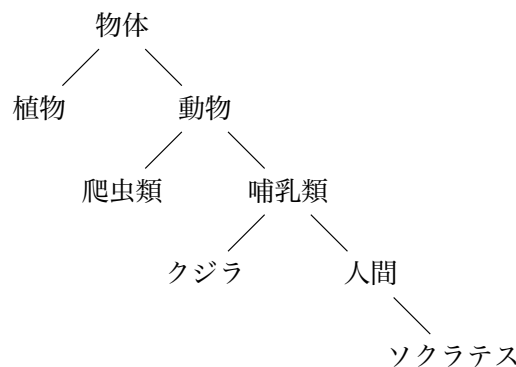 物体
植物 動物
爬虫類 哺乳類
クジラ 人間
ソクラテス